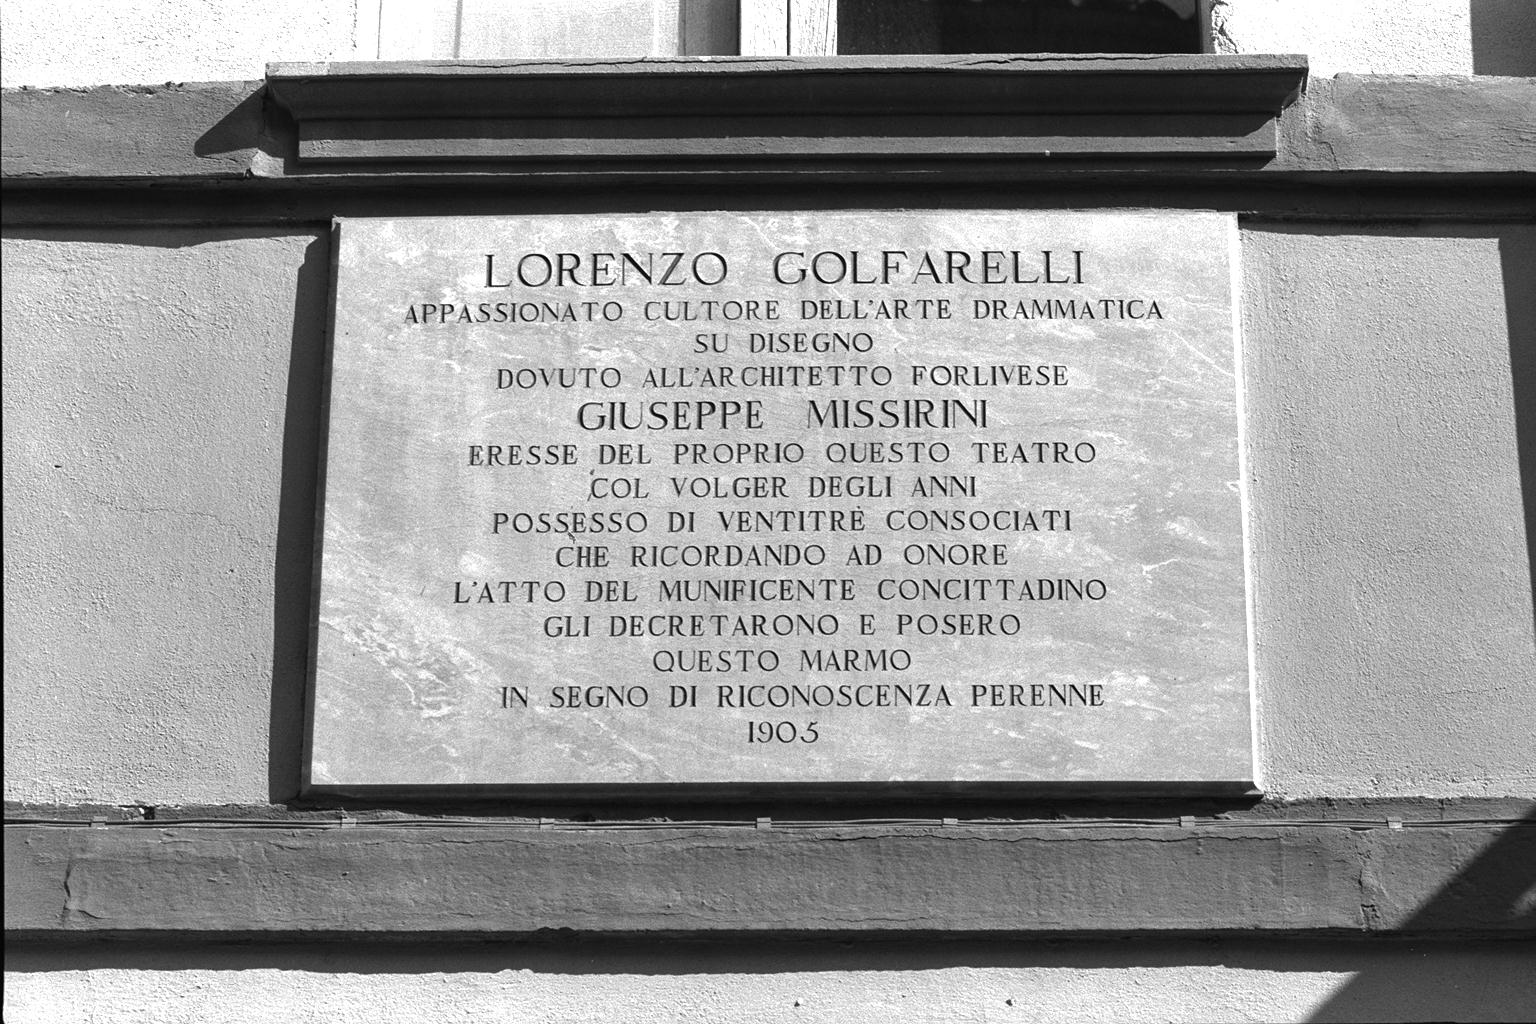 LORENZO GOLFARELLI
APPASSIONATO CULTORE DELL'ARTE DRAMMATICA
SU DISEGNO
DOVUTO ALL'ARCHITETTO FORLIVESE
GIUSEPPE MISSIRINI
ERESSE DEL PROPRIO QUESTO TEATRO
COL VOLGER DEGLI ANNI
POSSESSO DI VENTITRÈ CONSOCIATI
CHE RICORDANDO AD ONORE
L'ATTO DEL MUNIFICENTE CONCITTADINO
GLI DECRETARONO E POSERO
QUESTO MARMO
IN SEGNO DI RICONOSCENZA PERENNE
1905